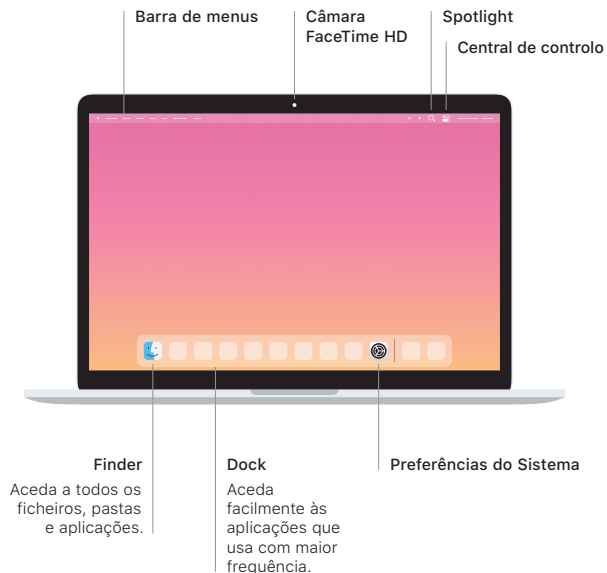 Barra de menus
Câmara
FaceTime HD
Spotlight
Central de controlo
Finder
Aceda a todos os
ficheiros, pastas
e aplicações.
Dock
Aceda
facilmente às
aplicações que
usa com maior
frequência.
Preferências do Sistema